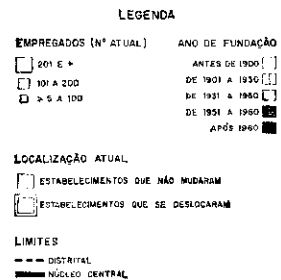 LEGENDA
EMPREGADOS (Nº ATUAL)
201 E +
101 A 200
> 5 A 100
ANO DE FUNDAÇÃO
ANTES DE 1900
DE 1901 A 1930
DE 1931 A 1950
DE 1951 A 1960
APÓS 1960
LOCALIZAÇÃO ATUAL
ESTABELECIMENTOS QUE NÃO MUDARAM
ESTABELECIMENTOS QUE SE DESLOCARAM
LIMITES
DISTRITAL
NÚCLEO CENTRAL